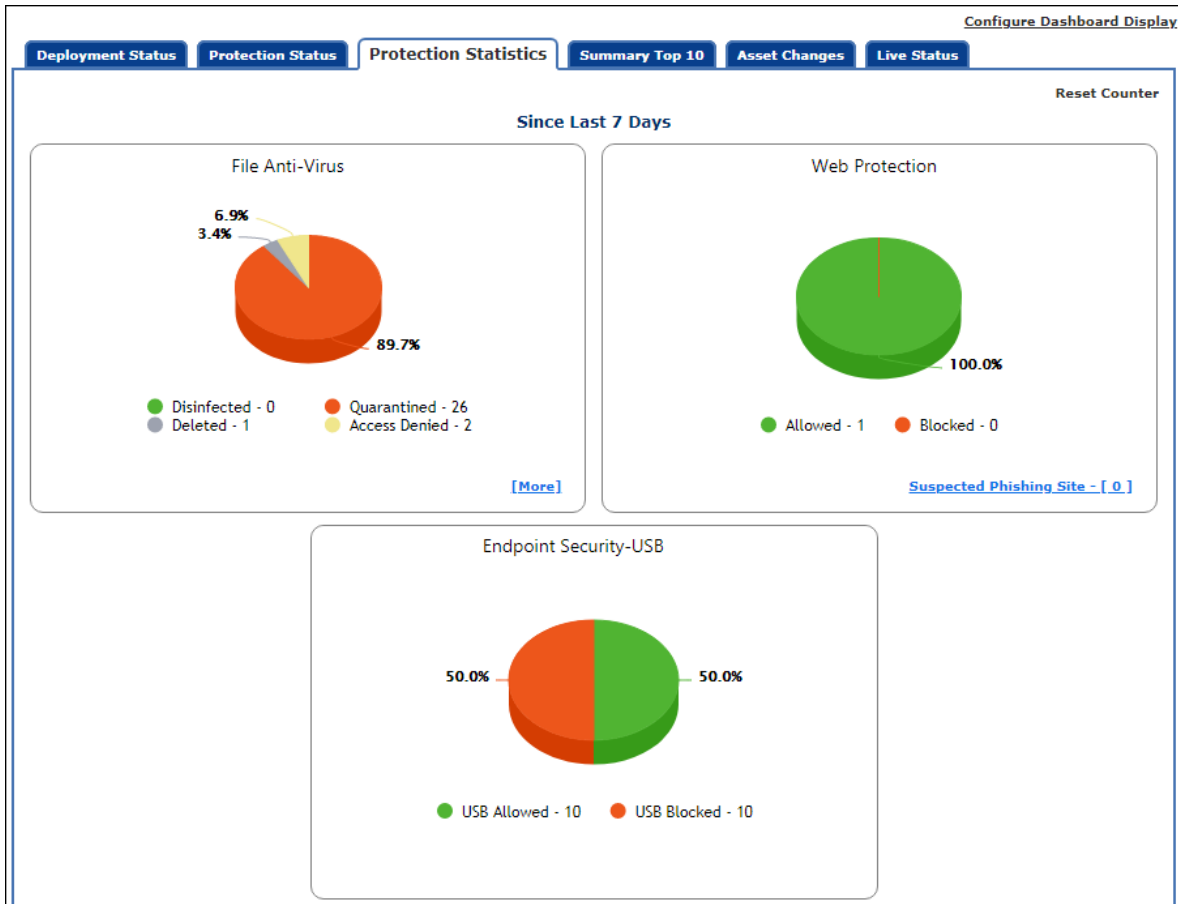 Configure Dashboard Display
Deployment Status Protection Status Protection Statistics Summary Top 10 Asset Changes Live Status
Reset Counter
Since Last 7 Days
File Anti-Virus
6.9%
3.4%
89.7%
Disinfected - 0 Quarantined - 26
Deleted - 1 Access Denied - 2
[More]
Web Protection
100.0%
Allowed - 1 Blocked - 0
Suspected Phishing Site - [ 0 ]
Endpoint Security-USB
50.0% 50.0%
USB Allowed - 10 USB Blocked - 10